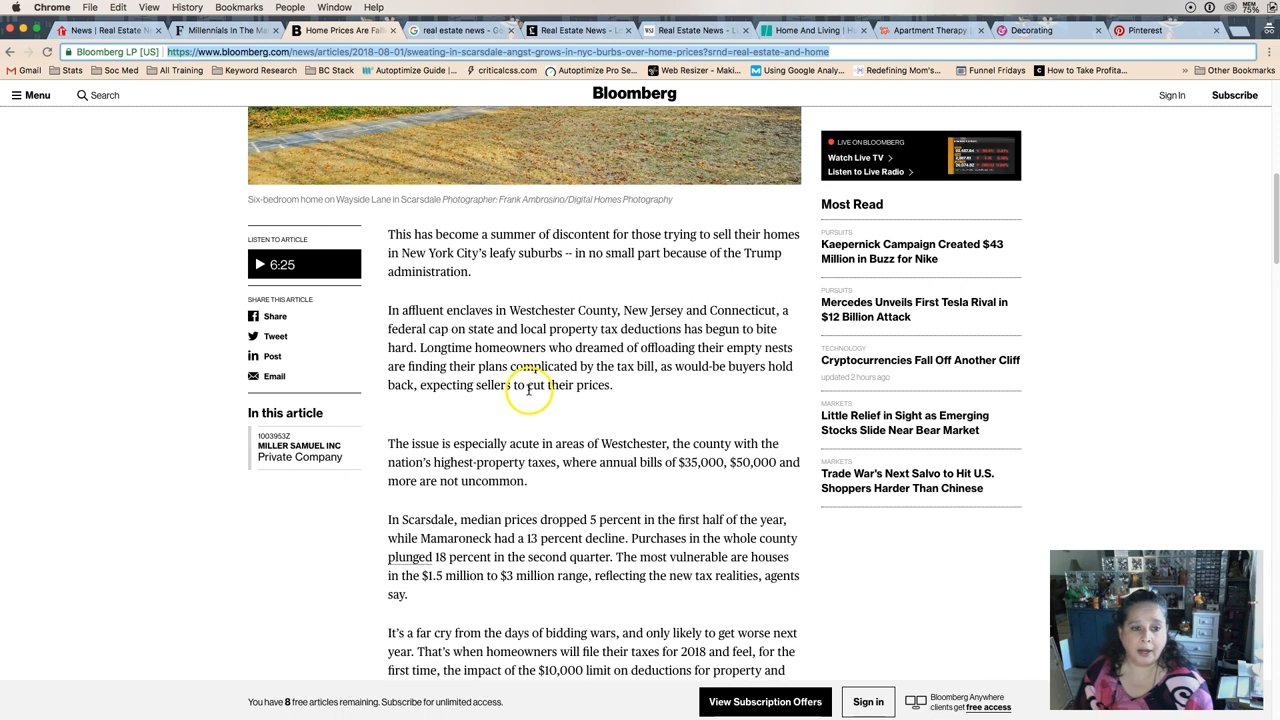 Chrome File Edit View History Bookmarks People Window Help
MEM 75%
News | Real Estate Ne
Millennials In The Ma
Home Prices Are Fall
real estate news - Go
Real Estate - Lo
Real Estate News -
Home And Living | H
Apartment Therapy |
Decorating
Pinterest
Bloomberg LP [US] https://www.bloomberg.com/news/articles/2018-08-01/sweating-in-scarsdale-angst-grows-in-nyc-burbs-over-home-prices?srnd=real-estate-and-home
Gmail Stats Soc Med All Training Keyword Research BC Stack Autoptimize Guide |... criticalcss.com Autoptimize Pro Se... Web Resizer - Maki... Using Google Analy... Redefining Mom's... Funnel Fridays How to Take Profita... » Other Bookmarks
Menu Search Bloomberg Sign In Subscribe
Six-bedroom home on Wayside Lane in Scarsdale Photographer: Frank Ambrosino/Digital Homes Photography
LISTEN TO ARTICLE
6:25
SHARE THIS ARTICLE
Share
Tweet
Post
Email
In this article
1003953Z
MILLER SAMUEL INC
Private Company
This has become a summer of discontent for those trying to sell their homes
in New York City's leafy suburbs -- in no small part because of the Trump
administration.
In affluent enclaves in Westchester County, New Jersey and Connecticut, a
federal cap on state and local property tax deductions has begun to bite
hard. Longtime homeowners who dreamed of offloading their empty nests
are finding their plans complicated by the tax bill, as would-be buyers hold
back, expecting sellers to cut their prices.
The issue is especially acute in areas of Westchester, the county with the
nation's highest-property taxes, where annual bills of $35,000, $50,000 and
more are not uncommon.
In Scarsdale, median prices dropped 5 percent in the first half of the year,
while Mamaroneck had a 13 percent decline. Purchases in the whole county
plunged 18 percent in the second quarter. The most vulnerable are houses
in the $1.5 million to $3 million range, reflecting the new tax realities, agents
say.
It's a far cry from the days of bidding wars, and only likely to get worse next
year. That's when homeowners will file their taxes for 2018 and feel, for the
first time, the impact of the $10,000 limit on deductions for property and
LIVE ON BLOOMBERG
Watch Live TV
Listen to Live Radio
Most Read
PURSUITS
Kaepernick Campaign Created $43
Million in Buzz for Nike
PURSUITS
Mercedes Unveils First Tesla Rival in
$12 Billion Attack
TECHNOLOGY
Cryptocurrencies Fall Off Another Cliff
updated 2 hours ago
MARKETS
Little Relief in Sight as Emerging
Stocks Slide Near Bear Market
MARKETS
Trade War's Next Salvo to Hit U.S.
Shoppers Harder Than Chinese
You have 8 free articles remaining. Subscribe for unlimited access.
View Subscription Offers
Sign in
Bloomberg Anywhere
clients get free access